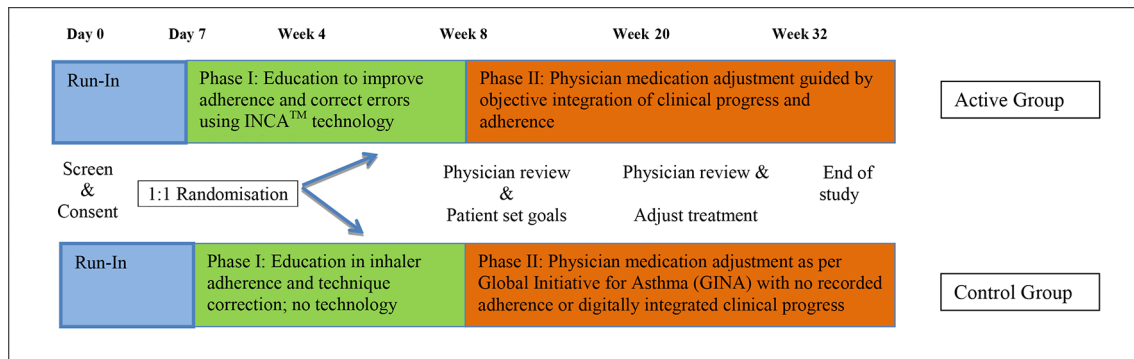 Day 0 Day 7 Week 4 Week 8 Week 20 Week 32
Run-In
Phase I: Education to improve
adherence and correct errors
using INCA™ technology
Phase II: Physician medication adjustment guided by
objective integration of clinical progress and
adherence
Active Group
Screen
&
Consent
1:1 Randomisation
Physician review
&
Patient set goals
Physician review &
Adjust treatment
End of
study
Run-In
Phase I: Education in inhaler
adherence and technique
correction; no technology
Phase II: Physician medication adjustment as per
Global Initiative for Asthma (GINA) with no recorded
adherence or digitally integrated clinical progress
Control Group